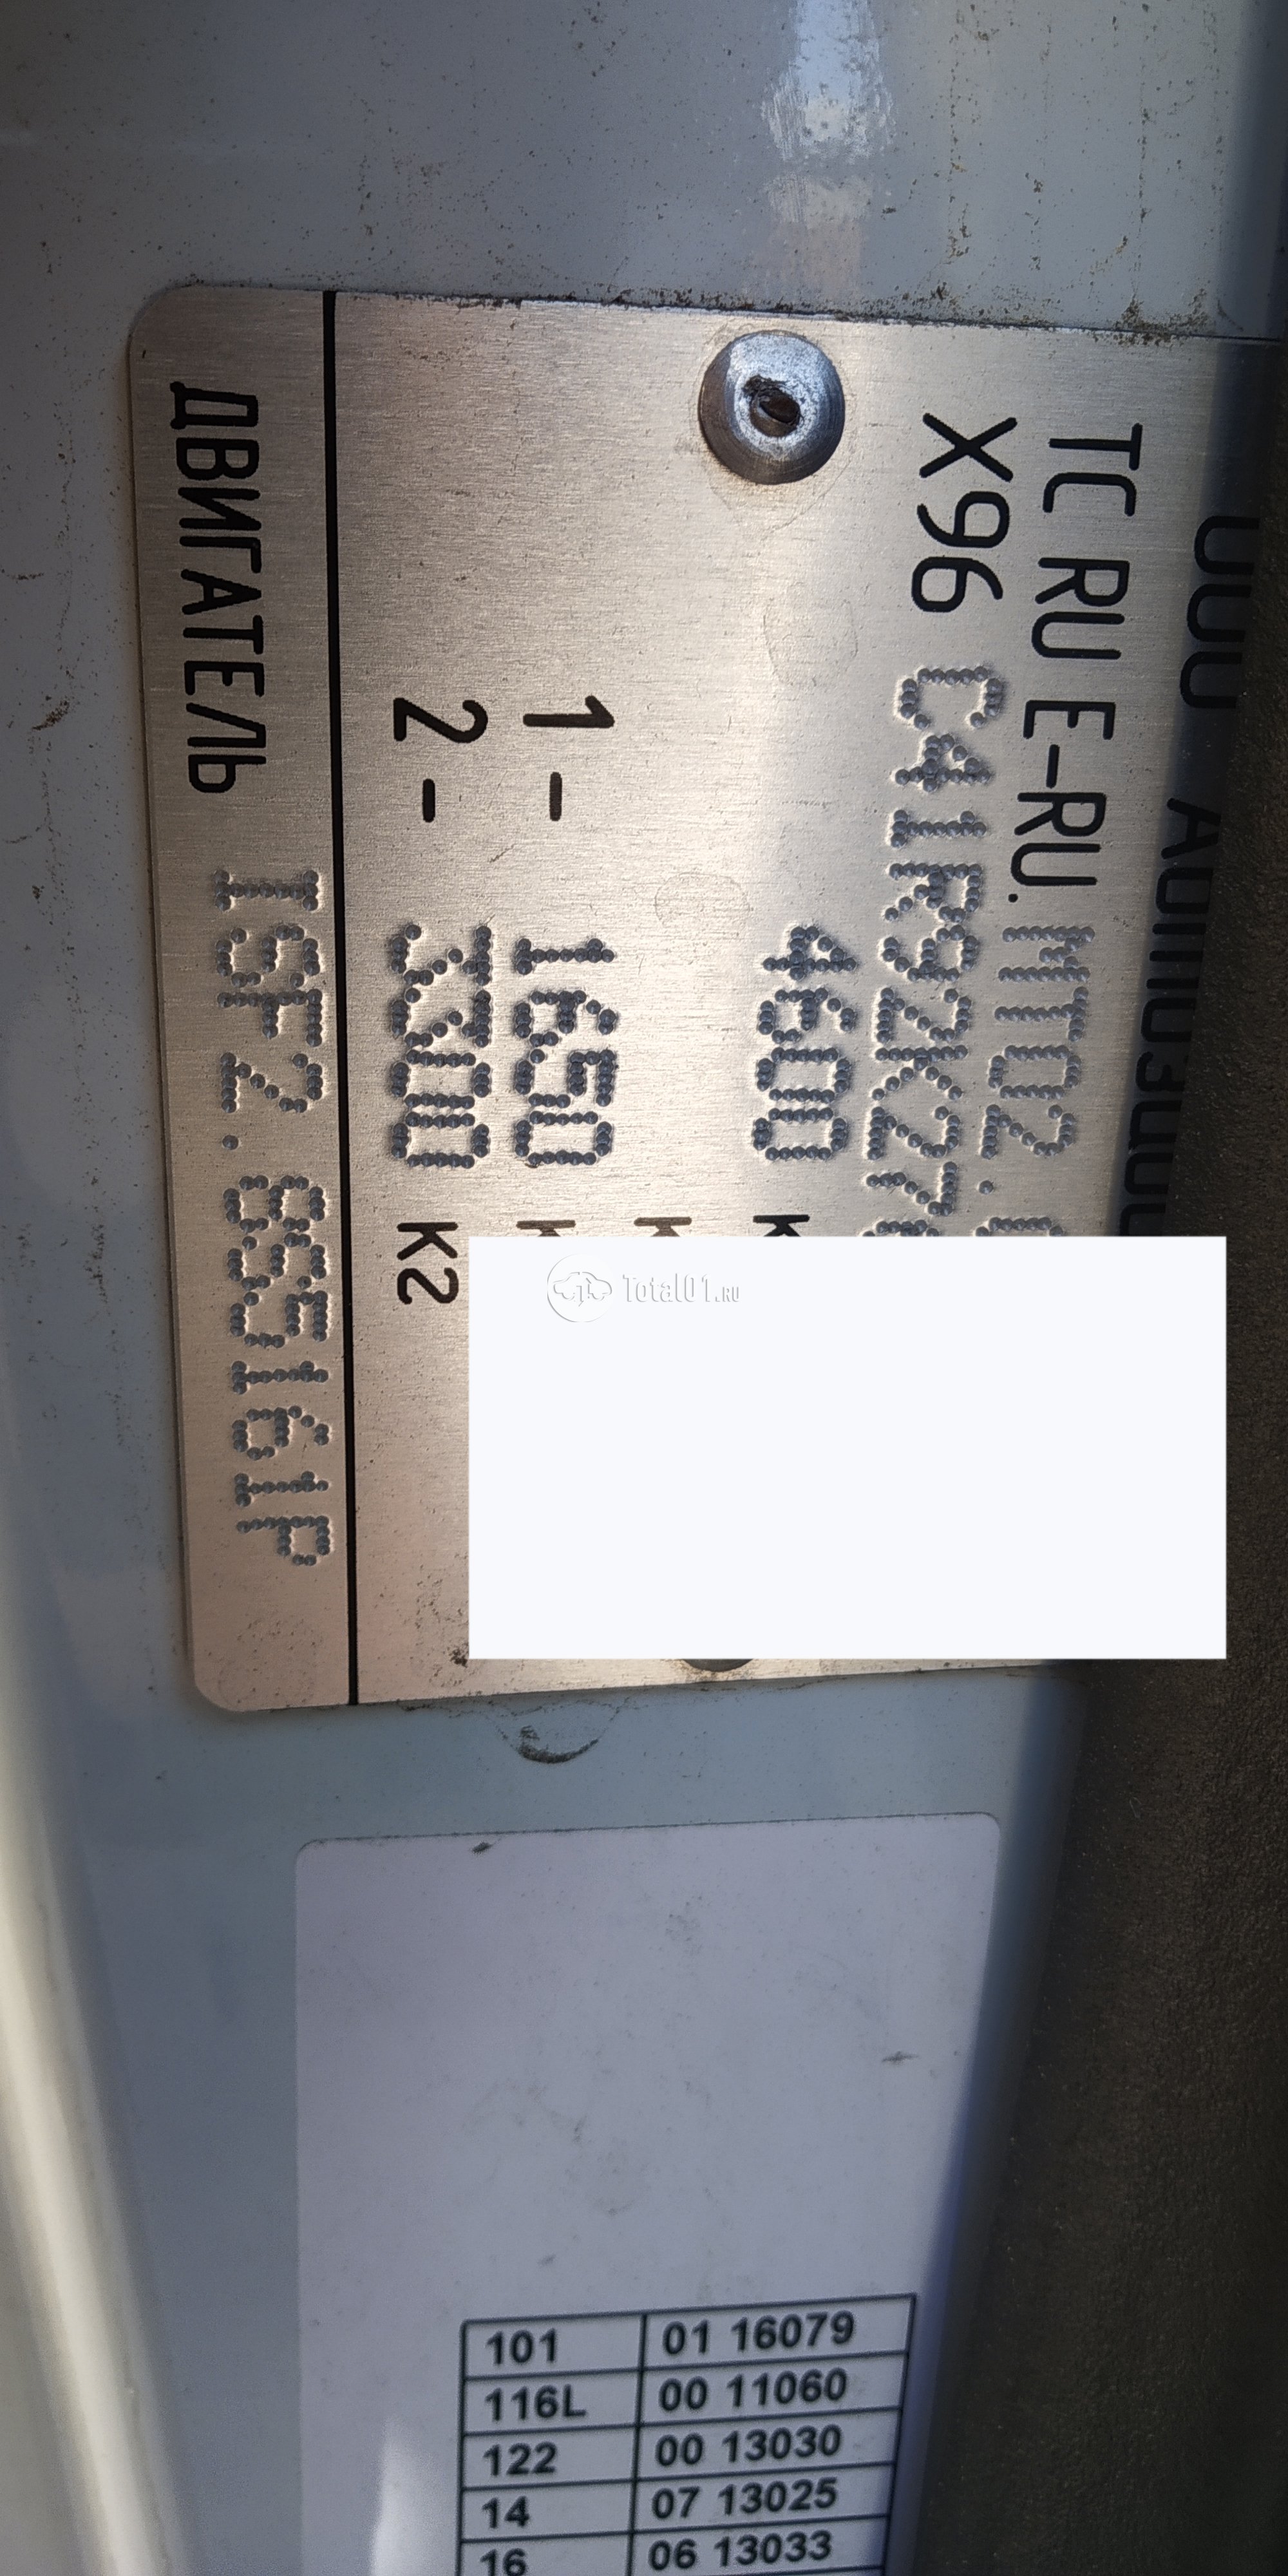 ООО
ТС RU E-RU.МТ02.
X96 C41R92K27
4600
1- 1650
2- 3300 кг
ДВИГАТЕЛЬ ISF2.8S5161P
Total01.RU
101 01 16079
116L 00 11060
122 00 13030
14 07 13025
16 06 13033